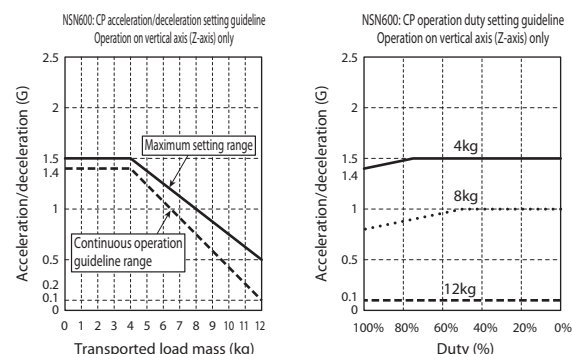 NSN600: CP acceleration/deceleration setting guideline
Operation on vertical axis (Z-axis) only
Acceleration/deceleration (G)
2.5
2
1.5
1.4
1
0.5
0.2
0.1
0
Maximum setting range
Continuous operation
guideline range
0 1 2 3 4 5 6 7 8 9 10 11 12
Transported load mass (kg)
NSN600: CP operation duty setting guideline
Operation on vertical axis (Z-axis) only
Acceleration/deceleration (G)
2.5
2
1.5
1.4
1
0.5
0.1
0
4kg
8kg
12kg
100% 80% 60% 40% 20% 0%
Duty (%)